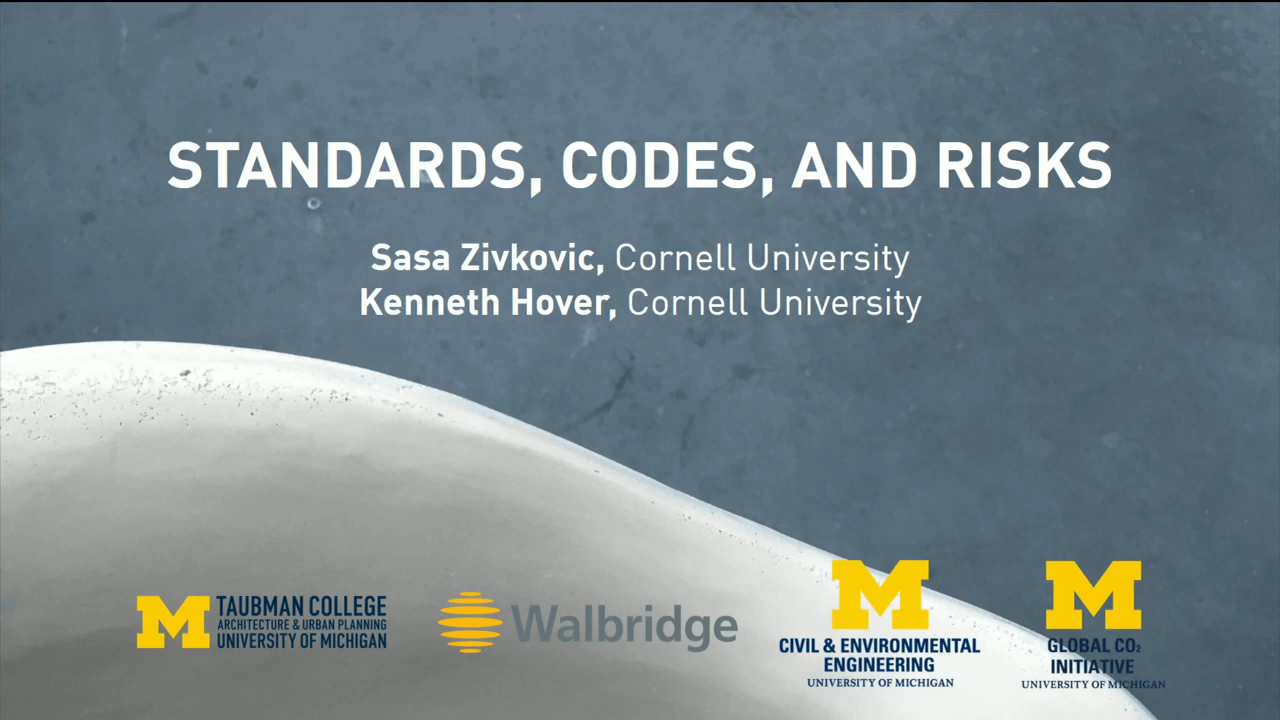 STANDARDS, CODES, AND RISKS
Sasa Zivkovic, Cornell University
Kenneth Hover, Cornell University
M TAUBMAN COLLEGE
ARCHITECTURE & URBAN PLANNING
UNIVERSITY OF MICHIGAN
Walbridge
M
CIVIL & ENVIRONMENTAL
ENGINEERING
UNIVERSITY OF MICHIGAN
M
GLOBAL CO₂
INITIATIVE
UNIVERSITY OF MICHIGAN